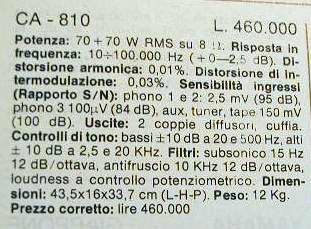 CA - 810 L. 460.000
Potenza: 70+70 W RMS su 8 Ω. Risposta in
frequenza: 10÷100.000 Hz (+0−2,5 dB). Di-
storsione armonica: 0,01%. Distorsione di In-
termodulazione: 0,03%. Sensibilità ingressi
(Rapporto S/N): phono 1 e 2: 2,5 mV (95 dB),
phono 3 100μV (84 dB), aux, tuner, tape 150 mV
(100 dB). Uscite: 2 coppie diffusori, cuffia.
Controlli di tono: bassi ±10 dB a 20 e 500 Hz, alti
± 10 dB a 2,5 e 20 KHz. Filtri: subsonico 15 Hz
12 dB/ottava, antifruscio 10 KHz 12 dB/ottava,
loudness a controllo potenziometrico. Dimen-
sioni: 43,5x16x33,7 cm (L-H-P). Peso: 12 Kg.
Prezzo corretto: lire 460.000